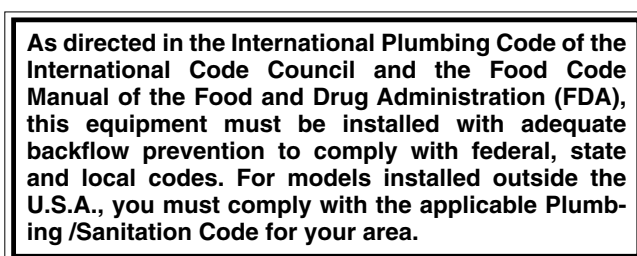 As directed in the International Plumbing Code of the
International Code Council and the Food Code
Manual of the Food and Drug Administration (FDA),
this equipment must be installed with adequate
backflow prevention to comply with federal, state
and local codes. For models installed outside the
U.S.A., you must comply with the applicable Plumb-
ing /Sanitation Code for your area.